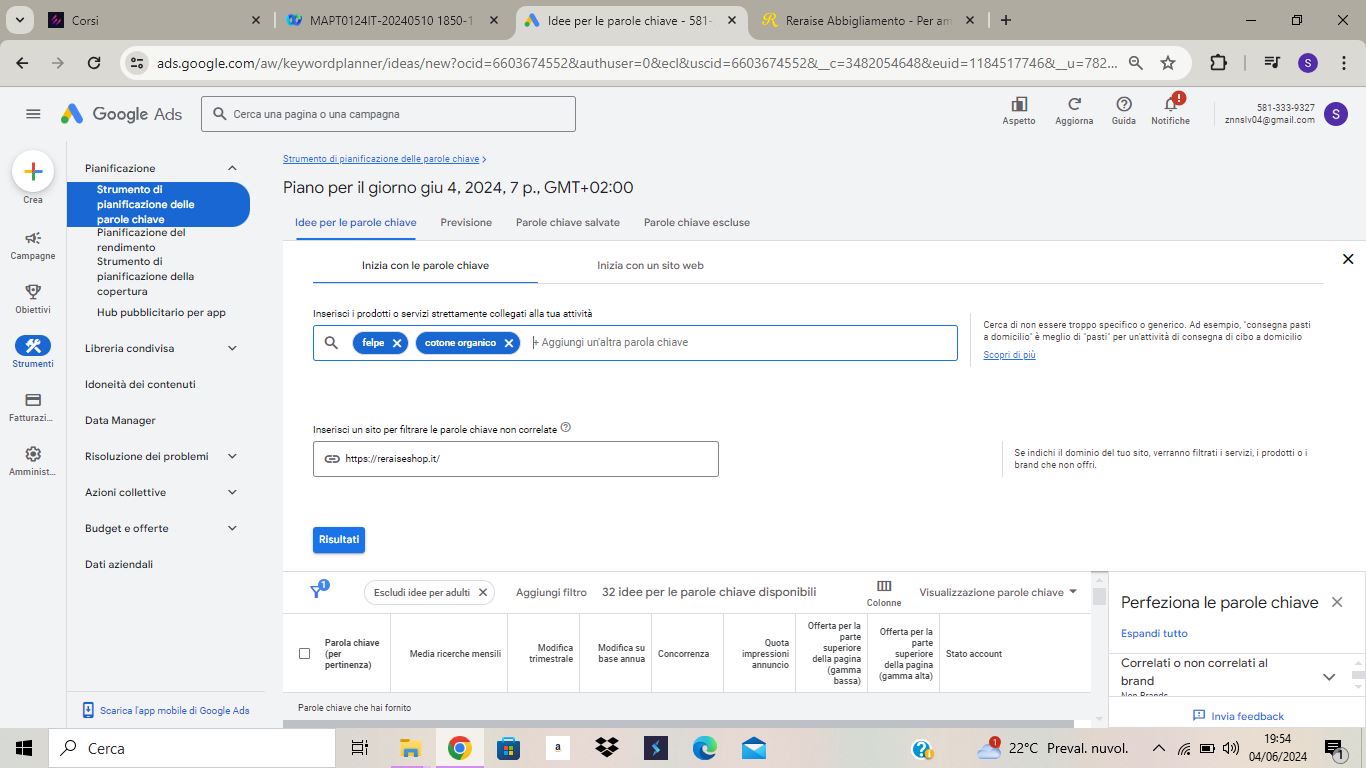 Corsi
MAPT0124IT-20240510 1850-1
Idee per le parole chiave - 581-
Reraise Abbigliamento - Per am
ads.google.com/aw/keywordplanner/ideas/new?ocid=6603674552&authuser=0&ecl&uscid=6603674552&__c=3482054648&euid=1184517746&__u=782...
S
Google Ads
Cerca una pagina o una campagna
Aspetto
Aggiorna
Guida
Notifiche
581-333-9327
znnslv04@gmail.com
S
Crea
Campagne
Obiettivi
Strumenti
Fatturazi...
Amminist...
Pianificazione
Strumento di
pianificazione delle
parole chiave
Pianificazione del
rendimento
Strumento di
pianificazione della
copertura
Hub pubblicitario per app
Libreria condivisa
Idoneità dei contenuti
Data Manager
Risoluzione dei problemi
Azioni collettive
Budget e offerte
Dati aziendali
Scarica l'app mobile di Google Ads
Strumento di pianificazione delle parole chiave
Piano per il giorno giu 4, 2024, 7 p., GMT+02:00
Idee per le parole chiave
Previsione
Parole chiave salvate
Parole chiave escluse
Inizia con le parole chiave
Inizia con un sito web
Inserisci i prodotti o servizi strettamente collegati alla tua attività
felpe
cotone organico
+ Aggiungi un'altra parola chiave
Cerca di non essere troppo specifico o generico. Ad esempio, "consegna pasti
a domicilio" è meglio di "pasti" per un'attività di consegna di cibo a domicilio
Scopri di più
Inserisci un sito per filtrare le parole chiave non correlate
https://reraiseshop.it/
Se indichi il dominio del tuo sito, verranno filtrati i servizi, i prodotti o i
brand che non offri.
Risultati
1
Escludi idee per adulti
Aggiungi filtro
32 idee per le parole chiave disponibili
Colonne
Visualizzazione parole chiave
Parola chiave
(per
pertinenza)
Media ricerche mensili
Modifica
trimestrale
Modifica su
base annua
Concorrenza
Quota
impressioni
annuncio
Offerta per la
parte
superiore
della pagina
(gamma
bassa)
Offerta per la
parte
superiore
della pagina
(gamma alta)
Stato account
Parole chiave che hai fornito
Perfeziona le parole chiave
Espandi tutto
Correlati o non correlati al
brand
Non Brands
Invia feedback
Cerca
a
1
22°C Preval. nuvol.
19:54
04/06/2024
1